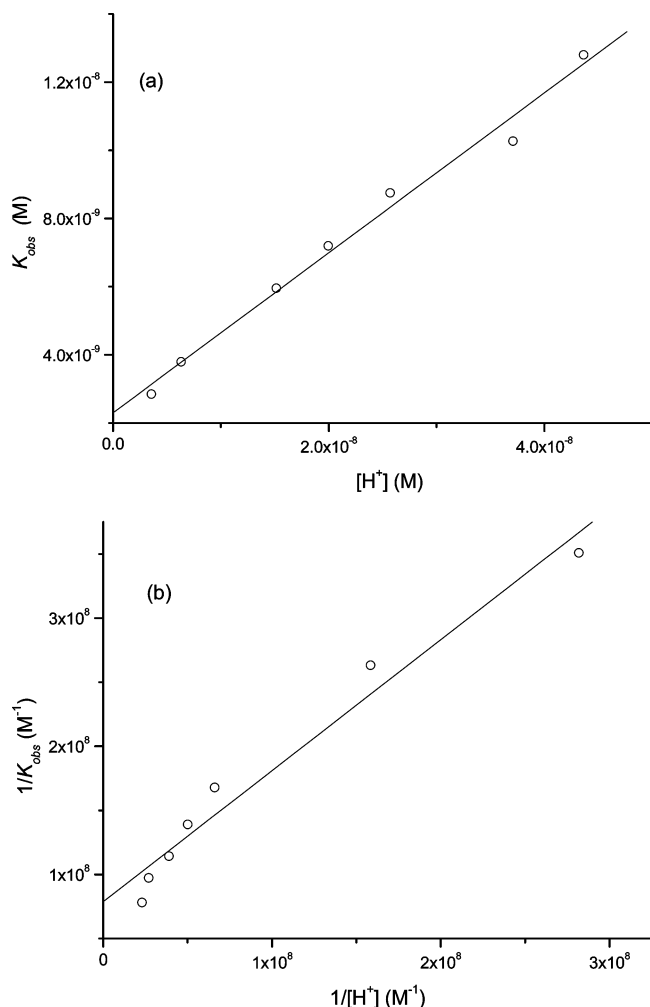 (a)
1.2x10⁻⁸
8.0x10⁻⁹
4.0x10⁻⁹
K_obs (M)
0.0
2.0x10⁻⁸
4.0x10⁻⁸
[H⁺] (M)
(b)
3x10⁸
2x10⁸
1x10⁸
1/K_obs (M⁻¹)
0
1x10⁸
2x10⁸
3x10⁸
1/[H⁺] (M⁻¹)